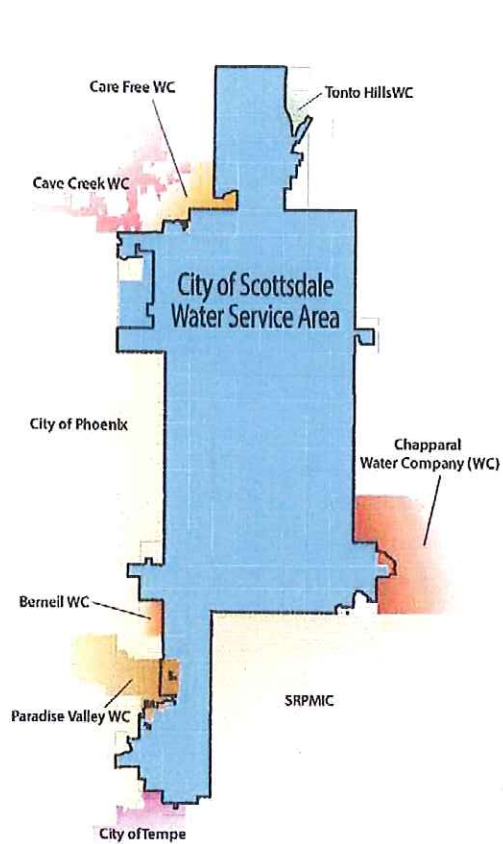 Care Free WC
Tonto HillsWC
Cave Creek WC
City of Scottsdale
Water Service Area
City of Phoenix
Chapparal
Water Company (WC)
Berneil WC
Paradise Valley WC
SRPMIC
City ofTempe